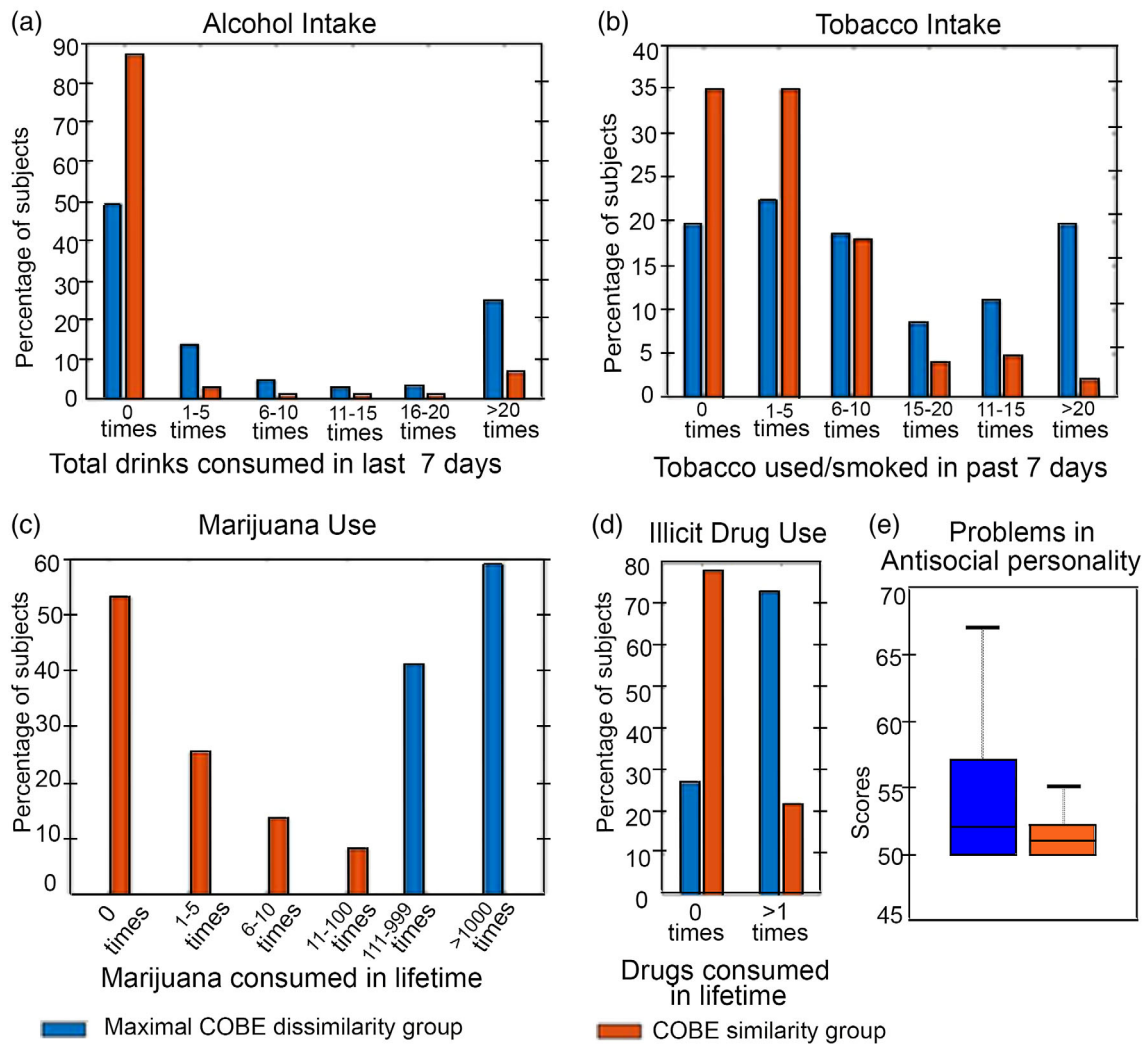 (a)
Alcohol Intake
Percentage of subjects
90
80
70
60
50
40
30
20
10
0
0 1-5 6-10 11-15 16-20 >20
times times times times times times
Total drinks consumed in last 7 days
(b)
Tobacco Intake
Percentage of subjects
40
35
30
25
20
15
10
5
0
0 1-5 6-10 15-20 11-15 >20
times times times times times times
Tobacco used/smoked in past 7 days
(c)
Marijuana Use
Percentage of subjects
60
50
40
30
20
10
0
0 1-5 6-10 11-100 111-999 >1000
times times times times times times
Marijuana consumed in lifetime
(d)
Illicit Drug Use
Percentage of subjects
80
70
60
50
40
30
20
10
0
0 >1
times times
Drugs consumed
in lifetime
(e)
Problems in
Antisocial personality
Scores
70
65
60
55
50
45
Maximal COBE dissimilarity group
COBE similarity group